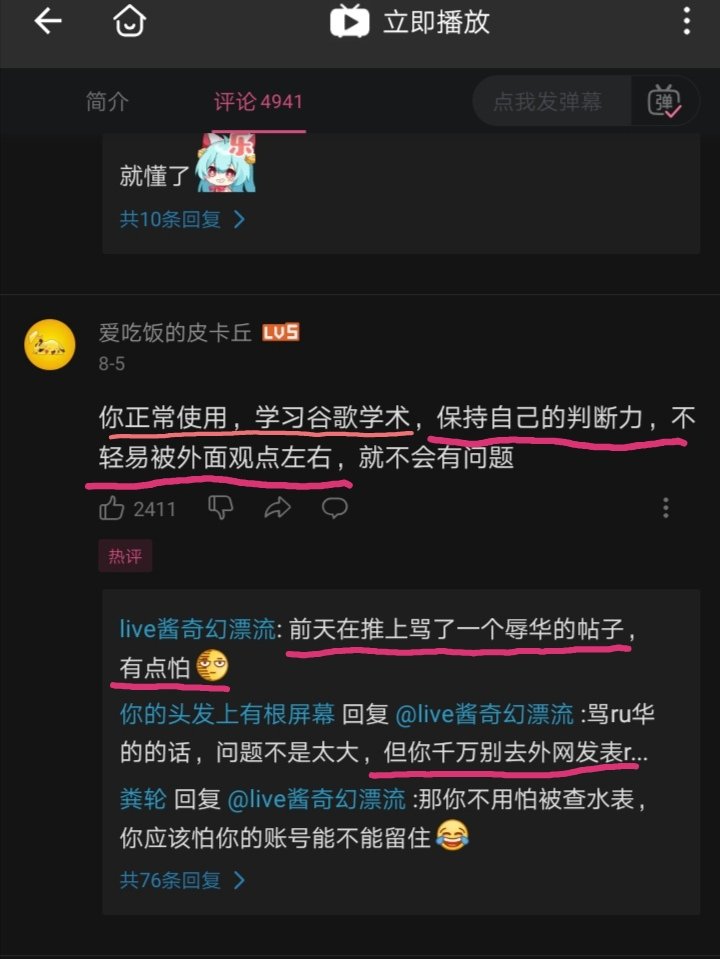 立即播放
简介
评论 4941
点我发弹幕
弹
乐
就懂了
共10条回复
爱吃饭的皮卡丘 LV5
8-5
你正常使用，学习谷歌学术，保持自己的判断力，不
轻易被外面观点左右，就不会有问题
2411
热评
live酱奇幻漂流: 前天在推上骂了一个辱华的帖子，
有点怕
你的头发上有根屏幕 回复 @live酱奇幻漂流 :骂ru华
的的话，问题不是太大，但你千万别去外网发表r...
粪轮 回复 @live酱奇幻漂流 :那你不用怕被查水表，
你应该怕你的账号能不能留住
共76条回复